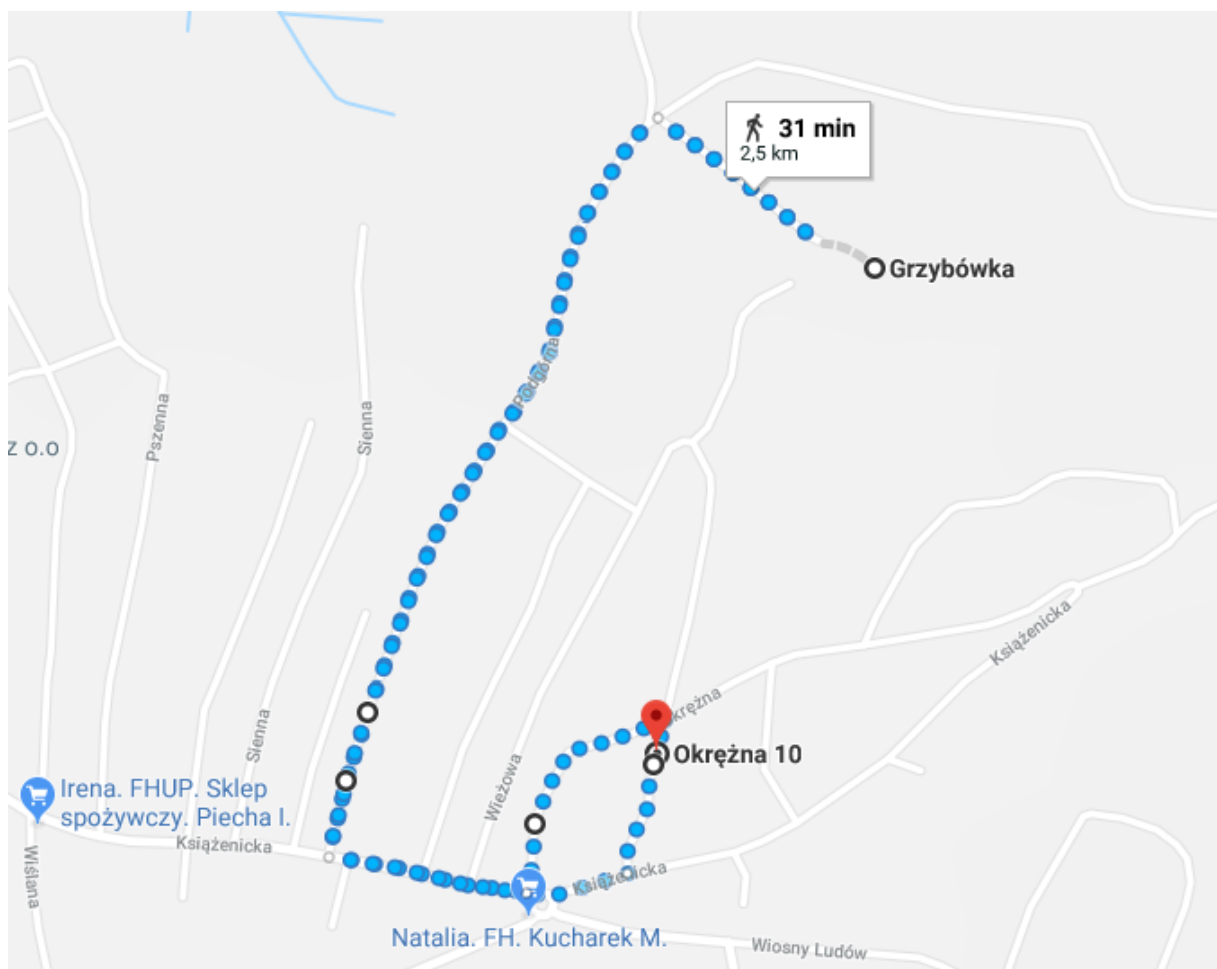 31 min
2,5 km
Grzybówka
Podgórna
Pszenna
Sienna
z o.o
Książenicka
Okrężna
Okrężna 10
Sienna
Wieżowa
Irena. FHUP. Sklep
spożywczy. Piecha I.
Książenicka
Wiślana
Książenicka
Natalia. FH. Kucharek M.
Wiosny Ludów